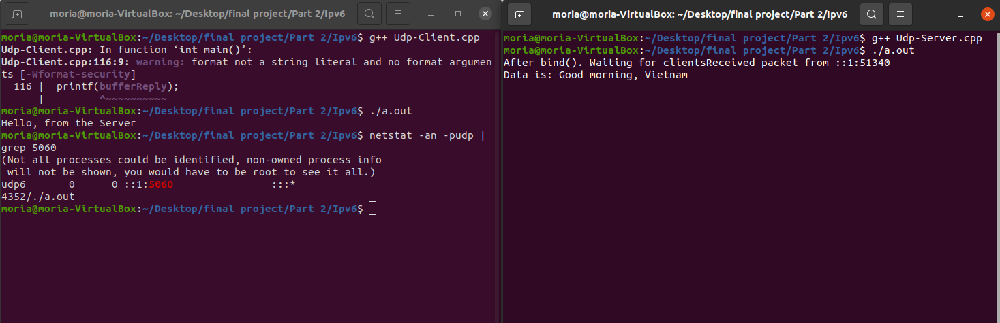 moria@moria-VirtualBox: ~/Desktop/final project/Part 2/Ipv6
moria@moria-VirtualBox:~/Desktop/final project/Part 2/Ipv6$ g++ Udp-Client.cpp
Udp-Client.cpp: In function ‘int main()’:
Udp-Client.cpp:116:9: warning: format not a string literal and no format argumen
ts [-Wformat-security]
  116 |  printf(bufferReply);
      |         ^~~~~~~~~~~
moria@moria-VirtualBox:~/Desktop/final project/Part 2/Ipv6$ ./a.out
Hello, from the Server
moria@moria-VirtualBox:~/Desktop/final project/Part 2/Ipv6$ netstat -an -pudp |
grep 5060
(Not all processes could be identified, non-owned process info
 will not be shown, you would have to be root to see it all.)
udp6       0      0 ::1:5060                :::*
4352/./a.out
moria@moria-VirtualBox:~/Desktop/final project/Part 2/Ipv6$
moria@moria-VirtualBox: ~/Desktop/final project/Part 2/Ipv6
moria@moria-VirtualBox:~/Desktop/final project/Part 2/Ipv6$ g++ Udp-Server.cpp
moria@moria-VirtualBox:~/Desktop/final project/Part 2/Ipv6$ ./a.out
After bind(). Waiting for clientsReceived packet from ::1:51340
Data is: Good morning, Vietnam